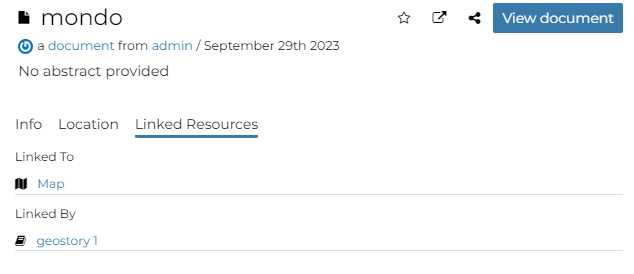 mondo
View document
a document from admin / September 29th 2023
No abstract provided
Info Location Linked Resources
Linked To
Map
Linked By
geostory 1